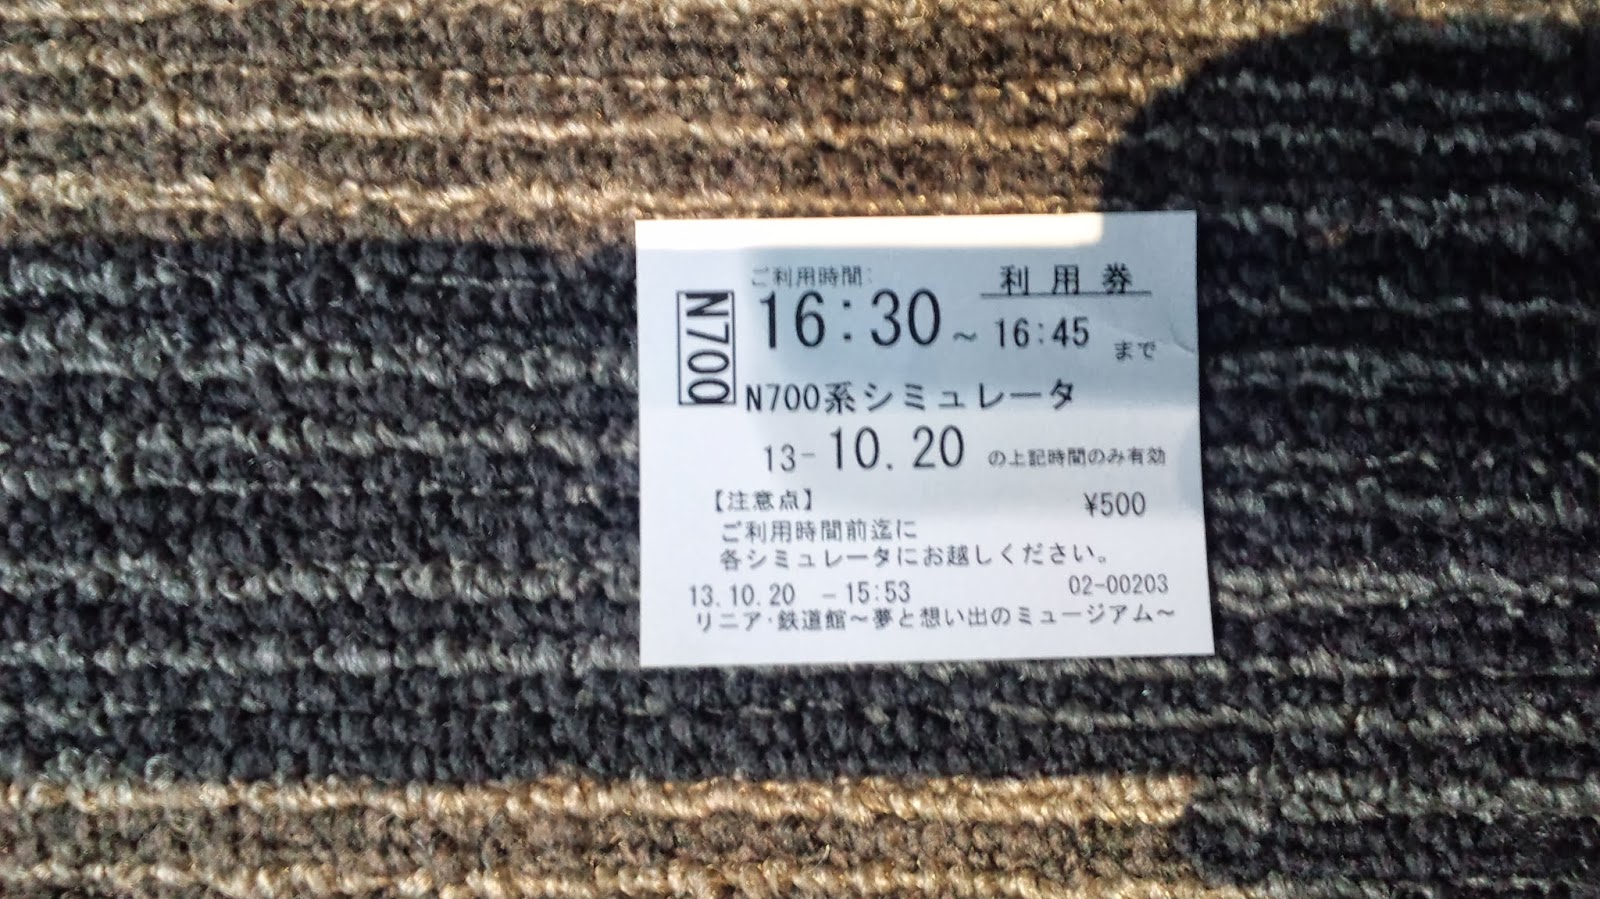 ご利用時間:
利用券
N700
16:30 ~ 16:45 まで
N700系シミュレータ
13- 10.20 の上記時間のみ有効
【注意点】 ¥500
ご利用時間前迄に
各シミュレータにお越しください。
13.10.20 -15:53 02-00203
リニア・鉄道館～夢と想い出のミュージアム～